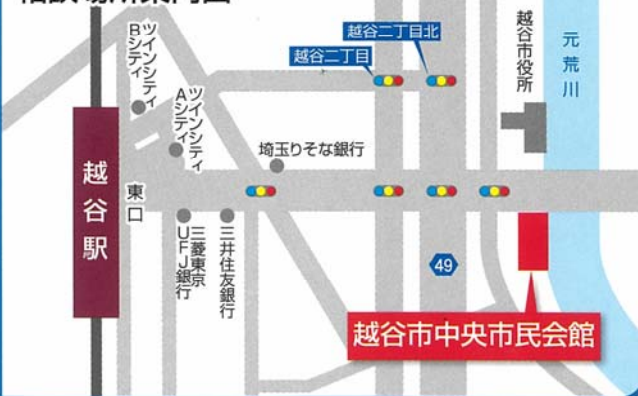 越谷二丁目北
越谷二丁目
越谷市役所
元荒川
ツインシティ
Bシティ
ツインシティ
Aシティ
埼玉りそな銀行
越谷駅
東口
三菱東京
UFJ銀行
三井住友銀行
49
越谷市中央市民会館